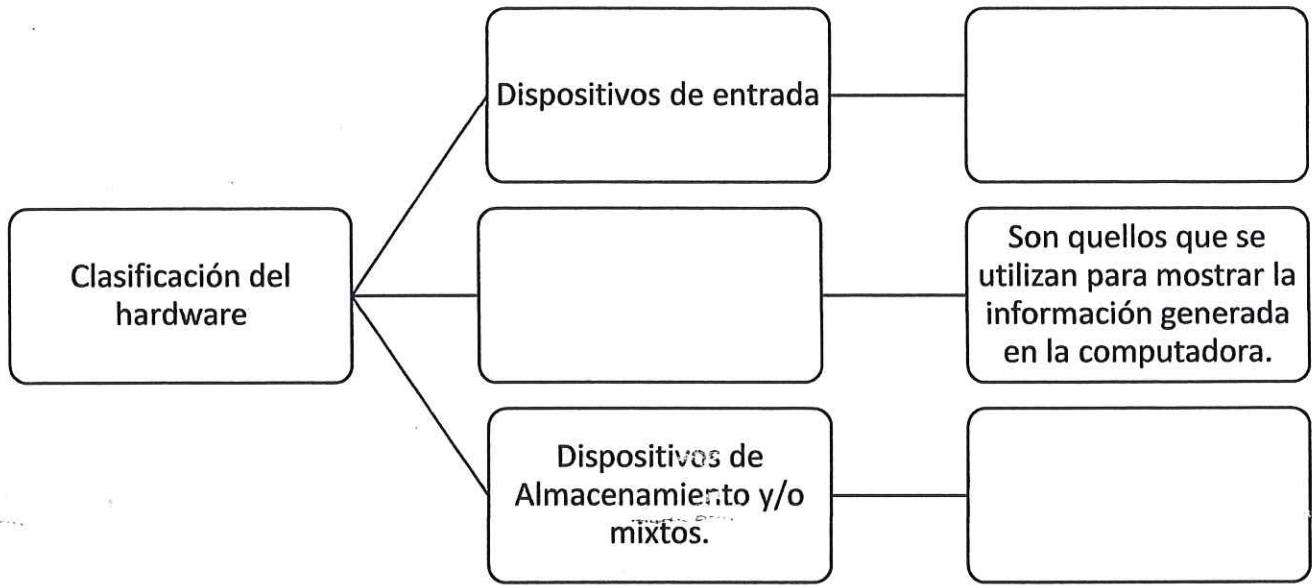 Dispositivos de entrada
Clasificación del
hardware
Son quellos que se
utilizan para mostrar la
información generada
en la computadora.
Dispositivos de
Almacenamiento y/o
mixtos.